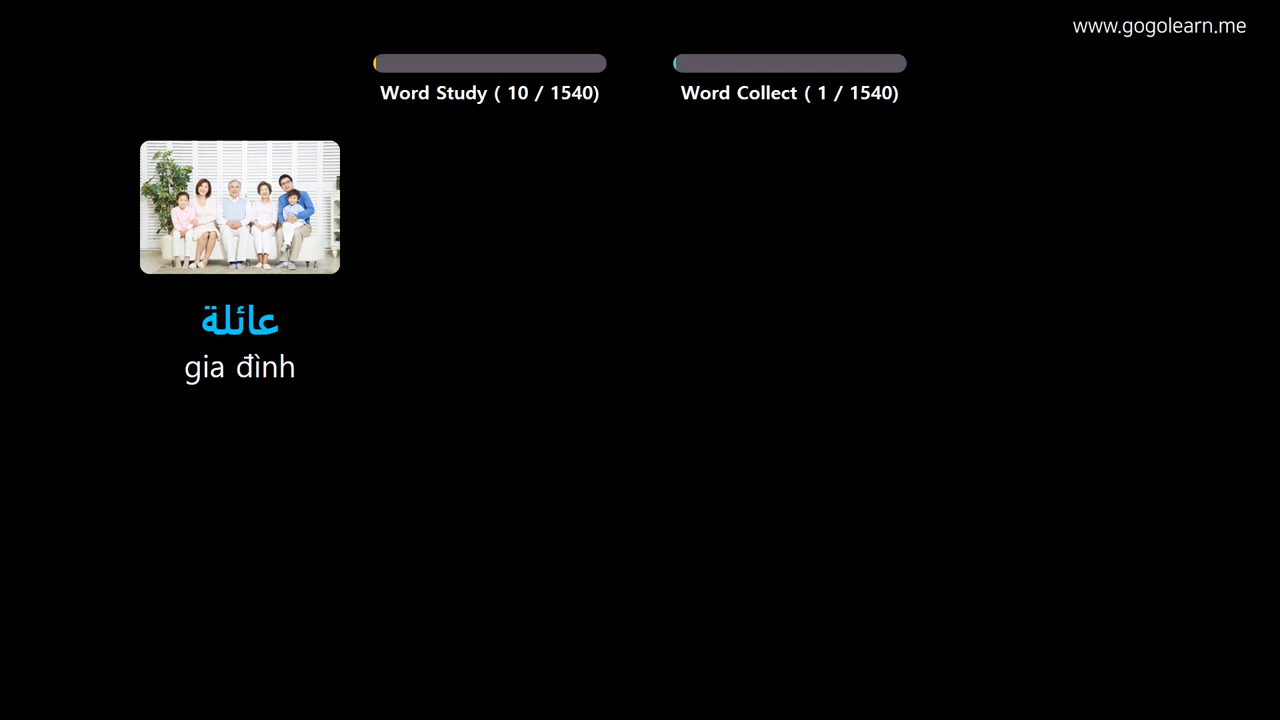 www.gogolearn.me
Word Study ( 10 / 1540)
Word Collect ( 1 / 1540)
عائلة
gia đình